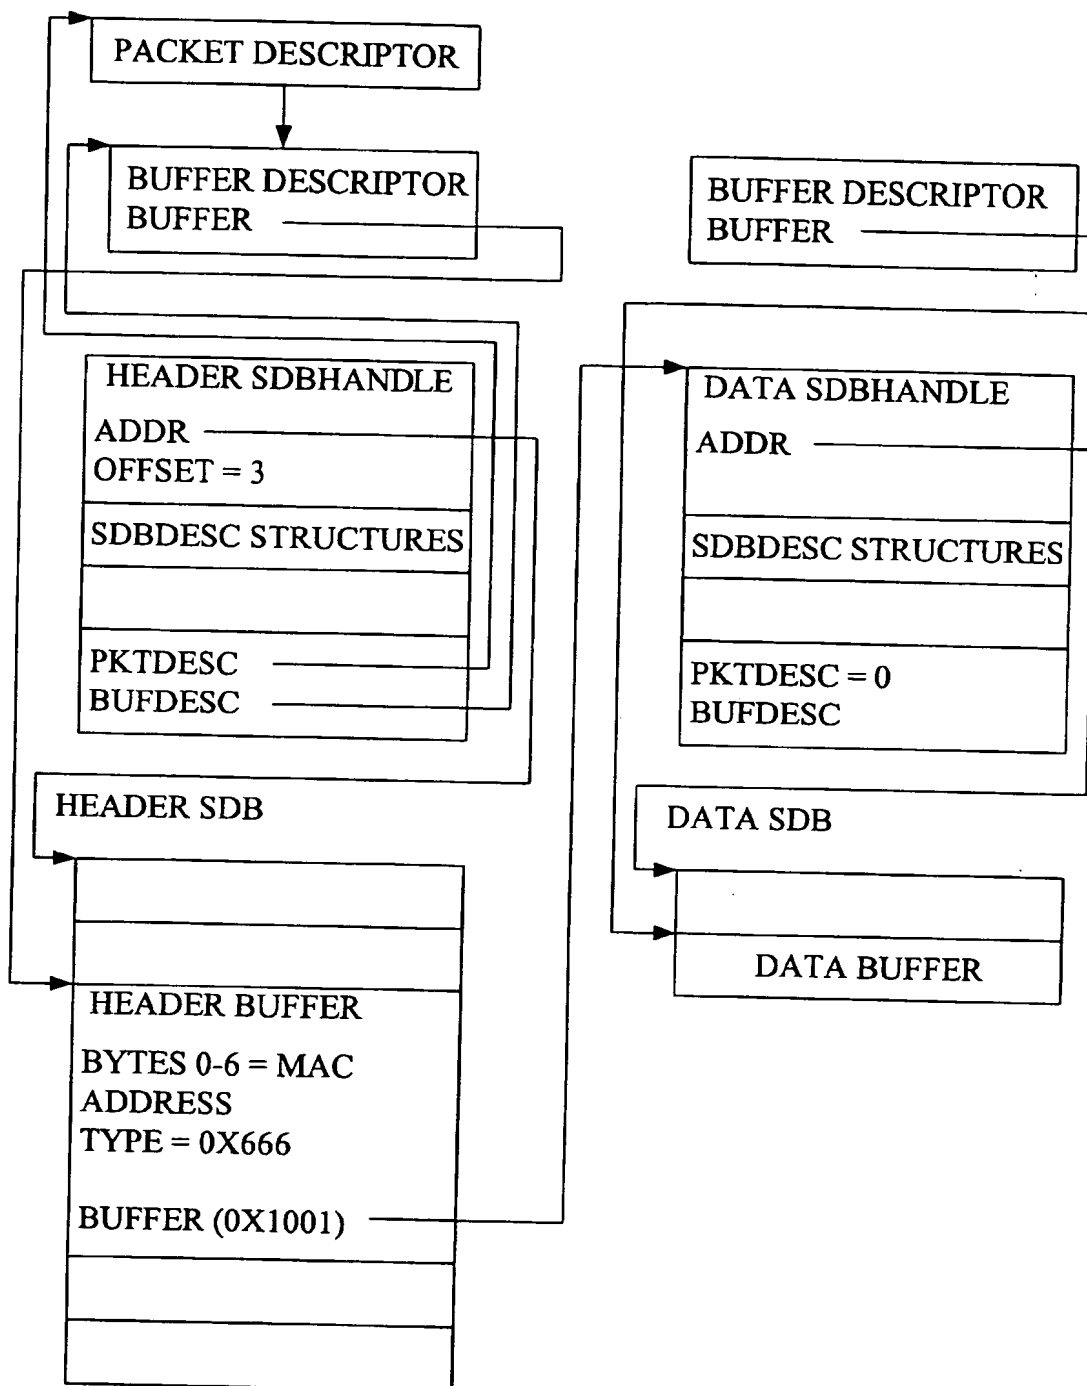 PACKET DESCRIPTOR
BUFFER DESCRIPTOR
BUFFER
HEADER SDBHANDLE
ADDR
OFFSET = 3
SDBDESC STRUCTURES
PKTDESC
BUFDESC
HEADER SDB
HEADER BUFFER
BYTES 0-6 = MAC
ADDRESS
TYPE = 0X666
BUFFER (0X1001)
BUFFER DESCRIPTOR
BUFFER
DATA SDBHANDLE
ADDR
SDBDESC STRUCTURES
PKTDESC = 0
BUFDESC
DATA SDB
DATA BUFFER